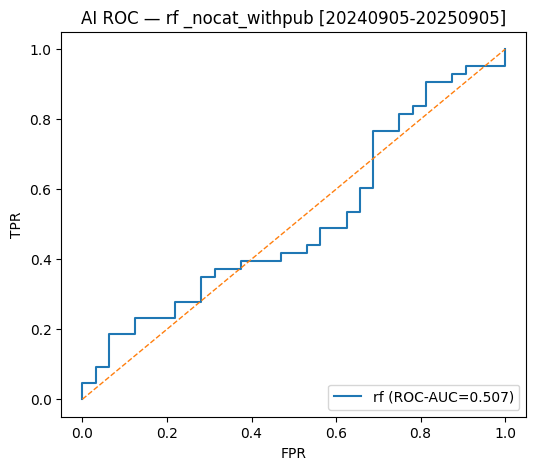 AI ROC — rf _nocat_withpub [20240905-20250905]
TPR
1.0
0.8
0.6
0.4
0.2
0.0
rf (ROC-AUC=0.507)
0.0 0.2 0.4 0.6 0.8 1.0
FPR